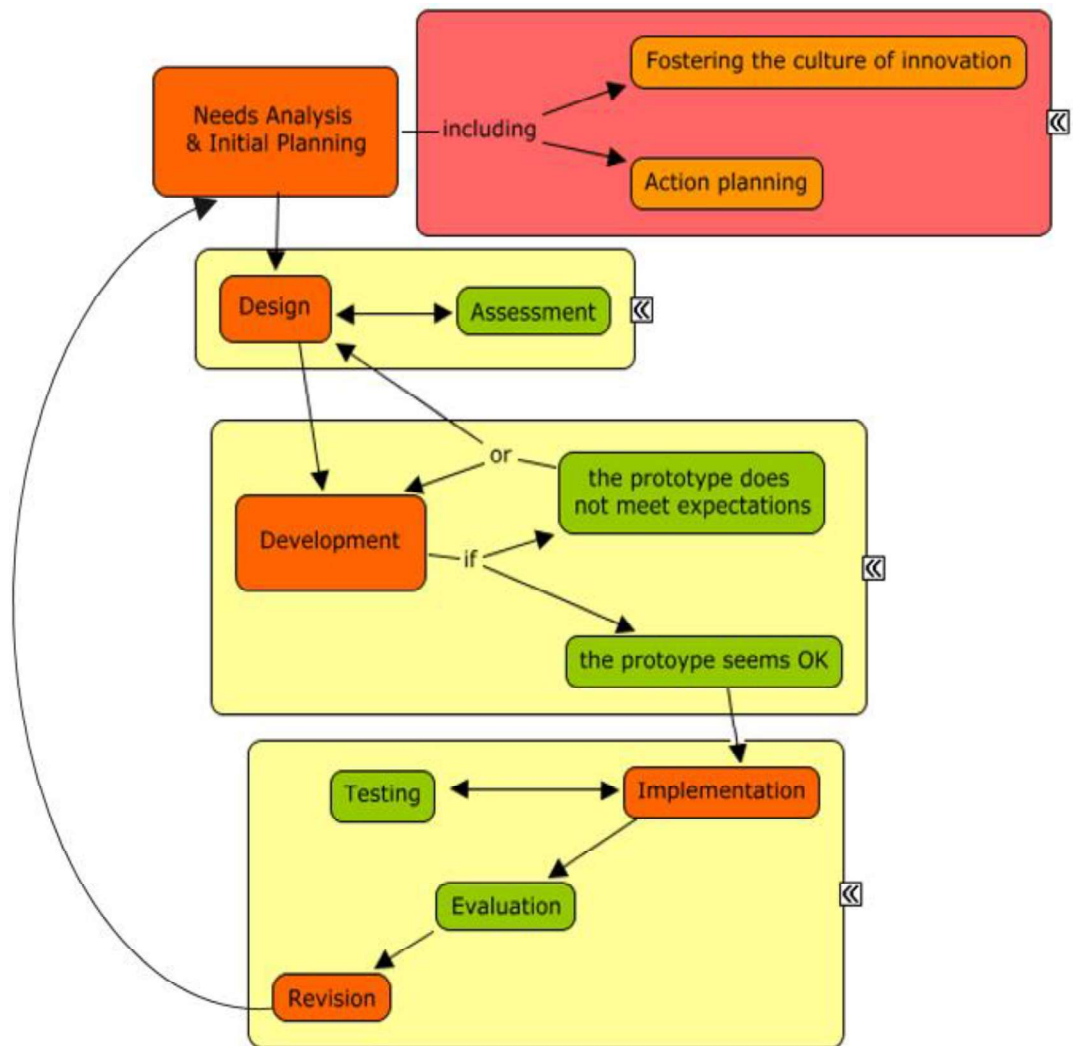 Fostering the culture of innovation
Needs Analysis
& Initial Planning
including
Action planning
Design
Assessment
or
the prototype does
not meet expectations
Development
if
the protoype seems OK
Testing
Implementation
Evaluation
Revision